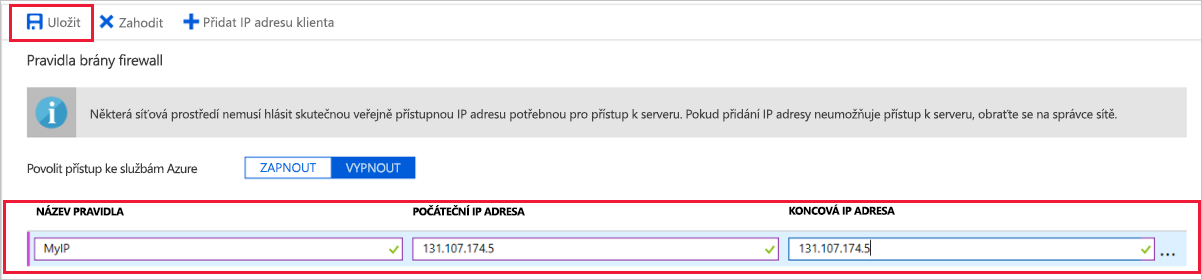 Uložit Zahodit Přidat IP adresu klienta
Pravidla brány firewall
Některá síťová prostředí nemusí hlásit skutečnou veřejně přístupnou IP adresu potřebnou pro přístup k serveru. Pokud přidání IP adresy neumožňuje přístup k serveru, obraťte se na správce sítě.
Povolit přístup ke službám Azure ZAPNOUT VYPNOUT
NÁZEV PRAVIDLA POČÁTEČNÍ IP ADRESA KONCOVÁ IP ADRESA
MyIP 131.107.174.5 131.107.174.5 ...